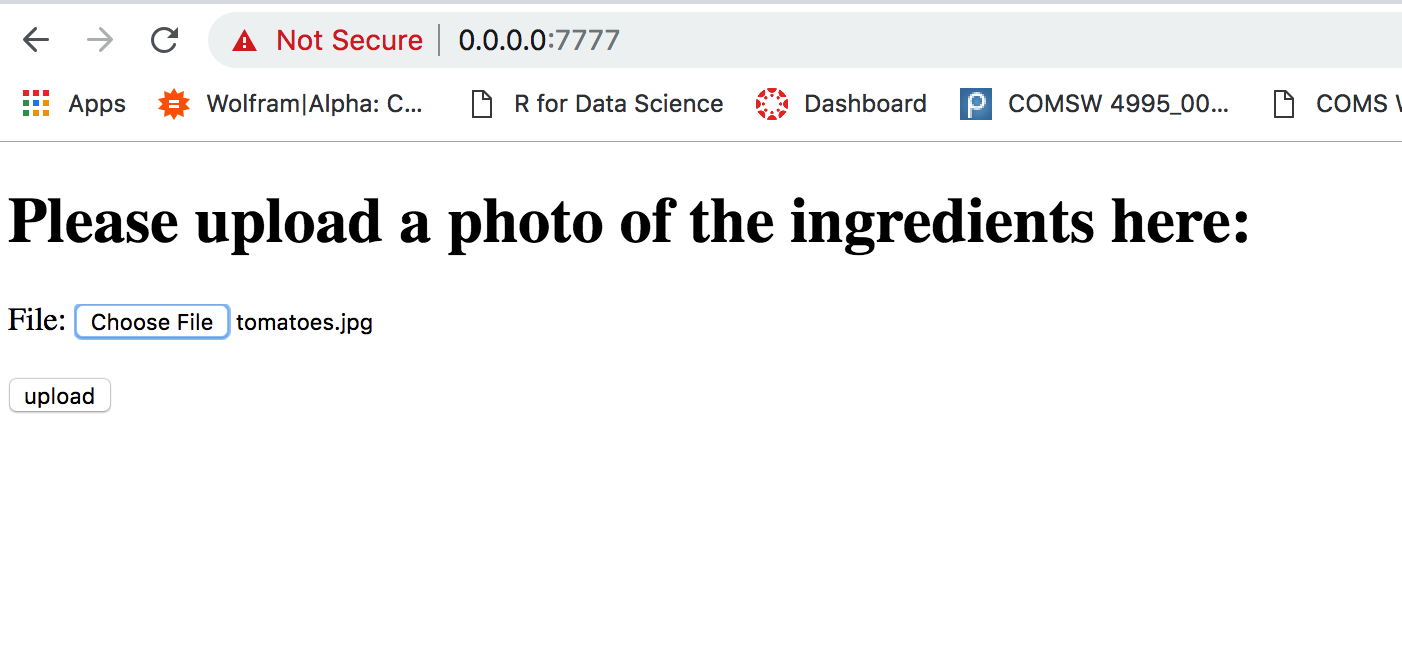 Not Secure 0.0.0.0:7777
Apps Wolfram|Alpha: C... R for Data Science Dashboard COMSW 4995_00... COMS
Please upload a photo of the ingredients here:
File: Choose File tomatoes.jpg
upload